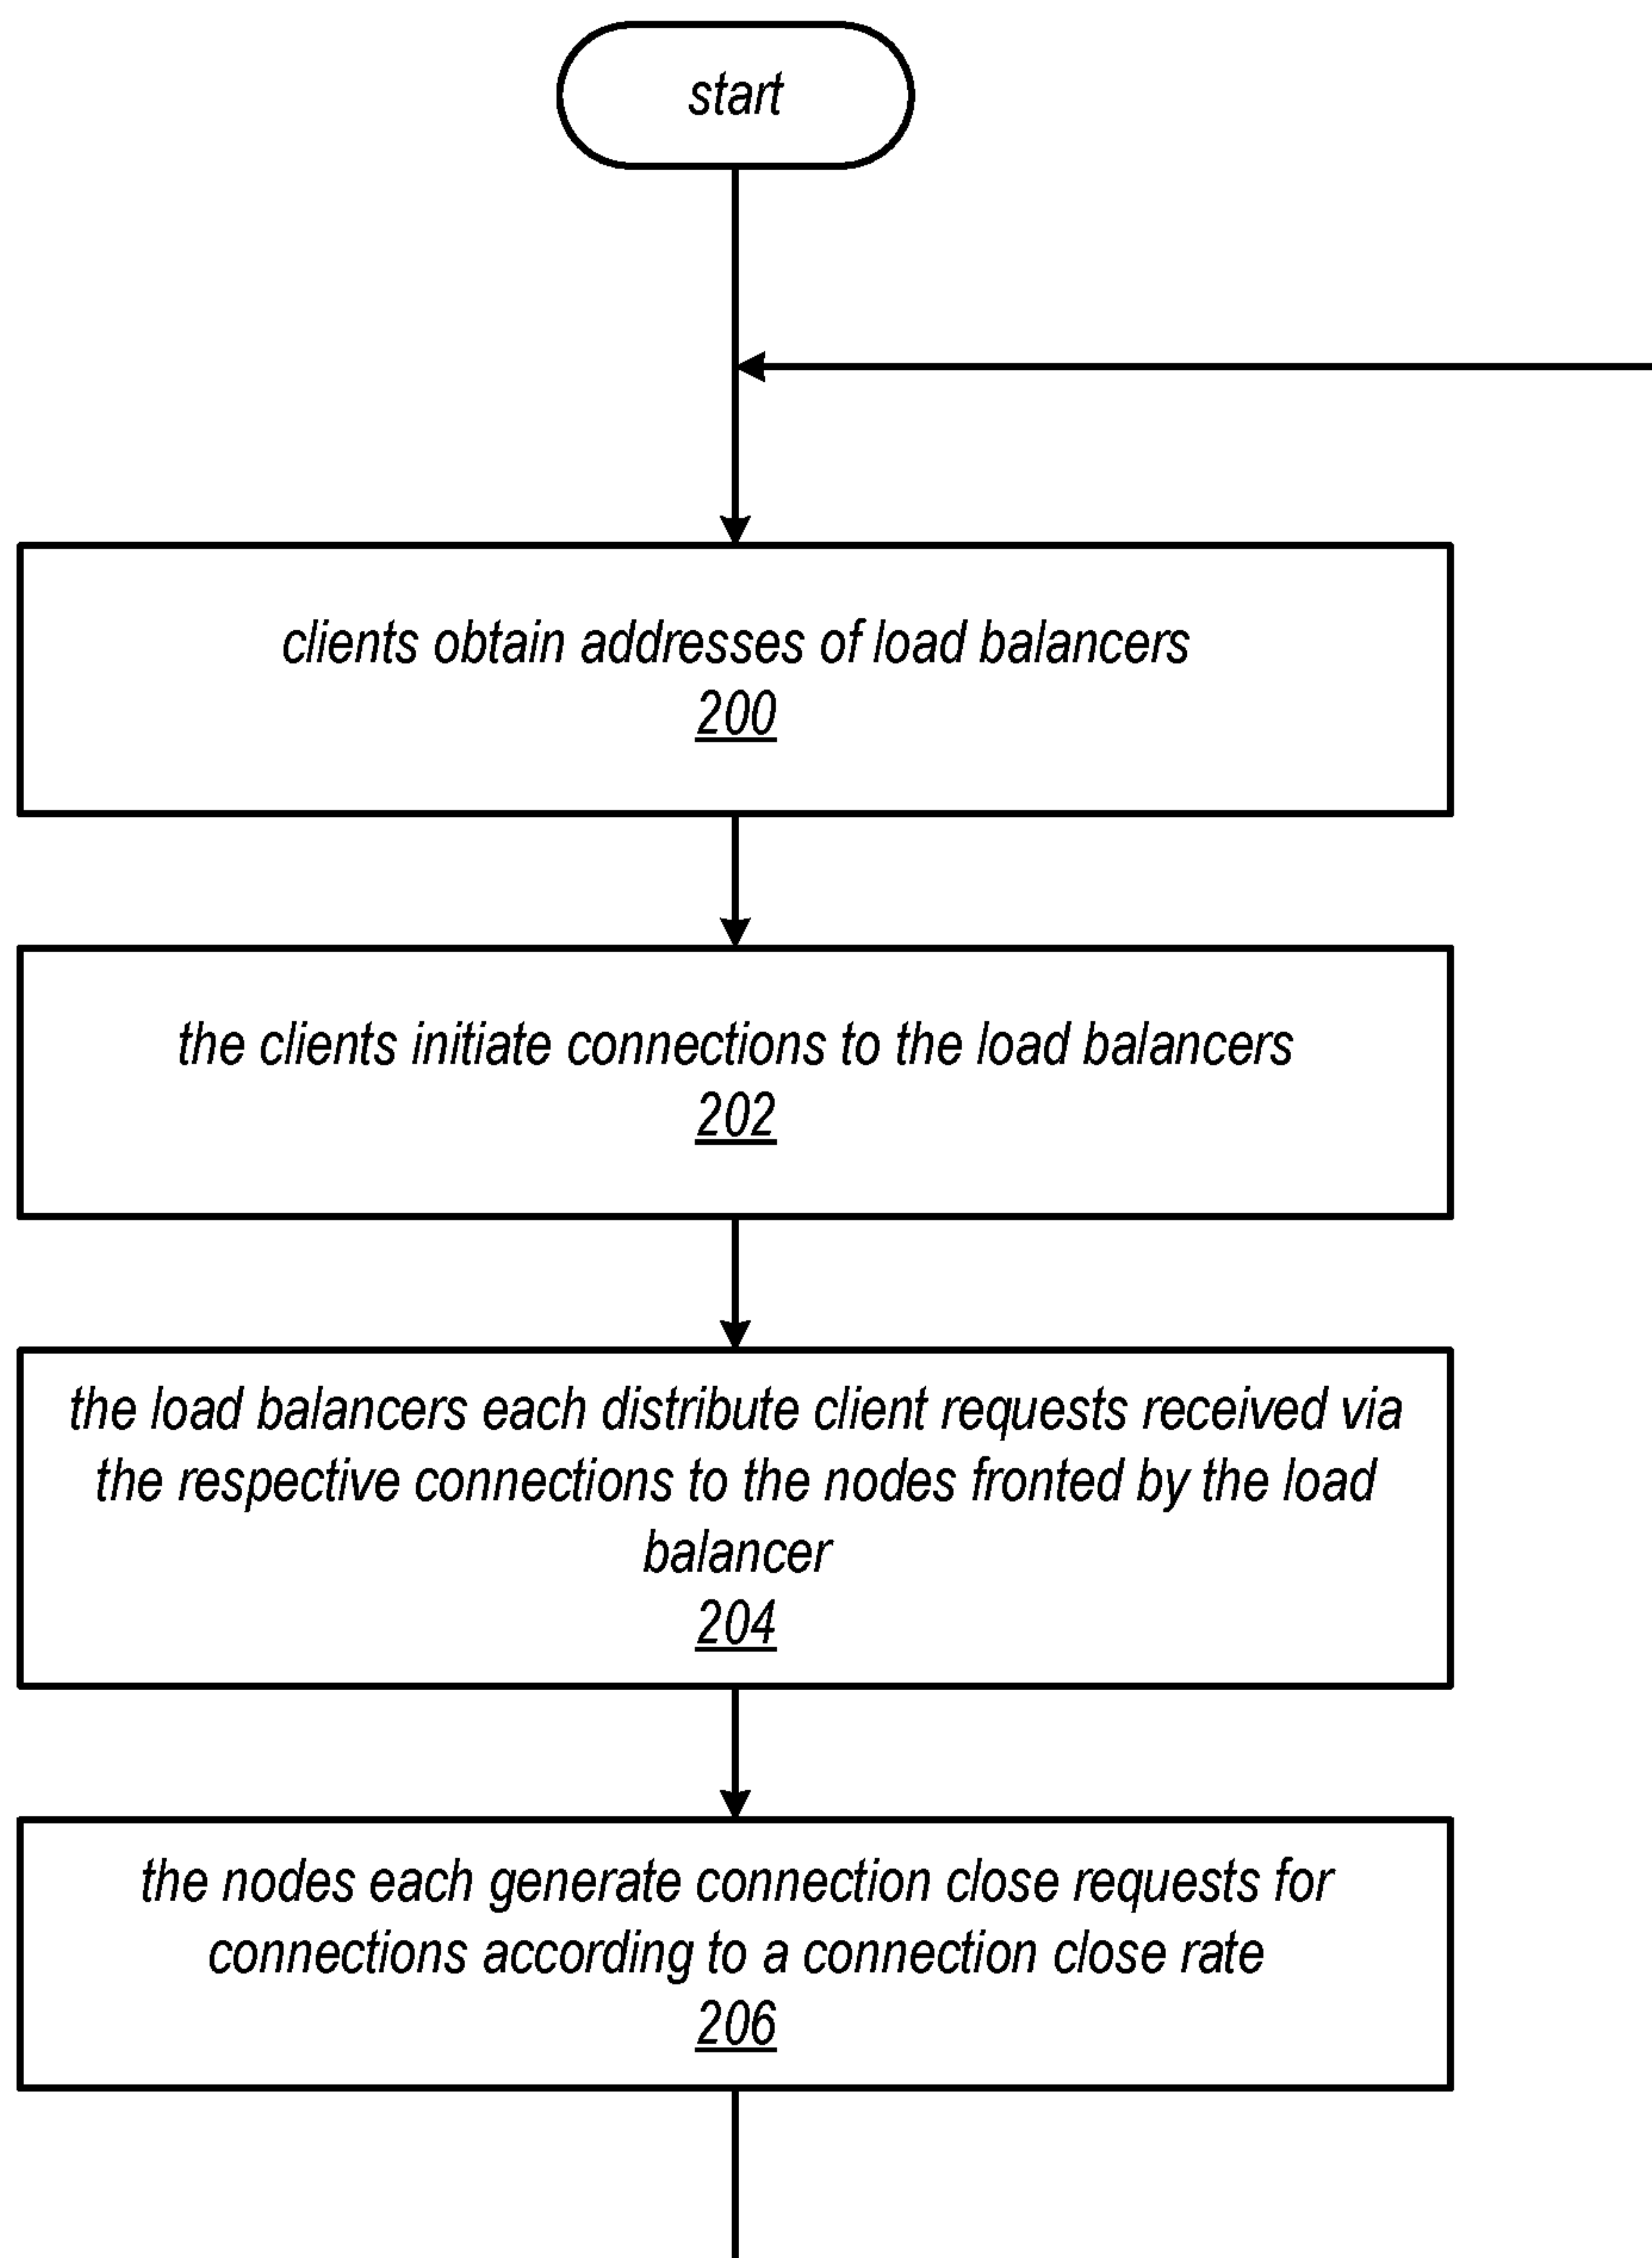 start
clients obtain addresses of load balancers
200
the clients initiate connections to the load balancers
202
the load balancers each distribute client requests received via
the respective connections to the nodes fronted by the load
balancer
204
the nodes each generate connection close requests for
connections according to a connection close rate
206